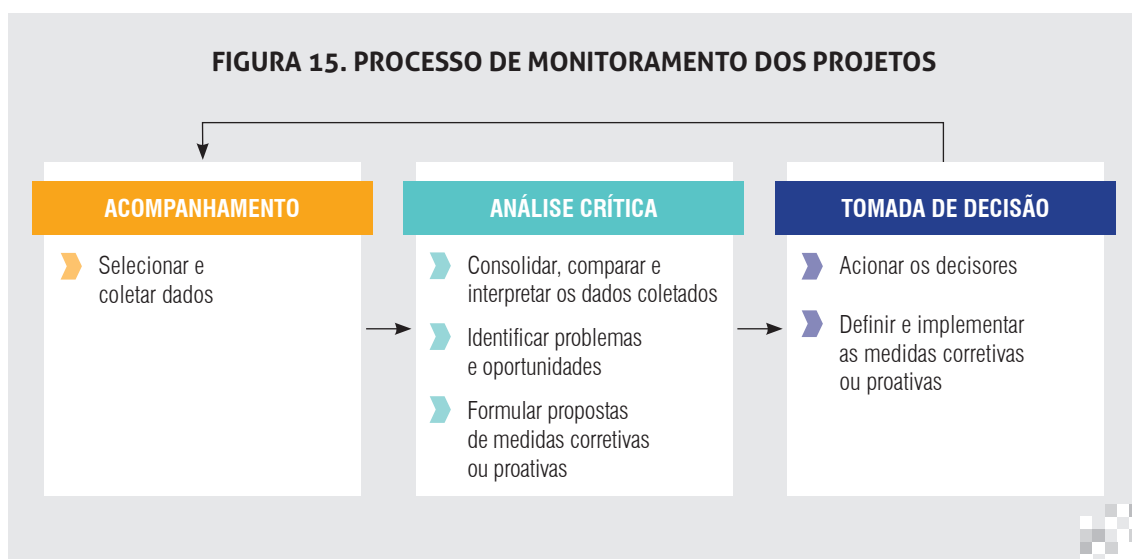 FIGURA 15. PROCESSO DE MONITORAMENTO DOS PROJETOS
ACOMPANHAMENTO
Selecionar e
coletar dados
ANÁLISE CRÍTICA
Consolidar, comparar e
interpretar os dados coletados
Identificar problemas
e oportunidades
Formular propostas
de medidas corretivas
ou proativas
TOMADA DE DECISÃO
Acionar os decisores
Definir e implementar
as medidas corretivas
ou proativas